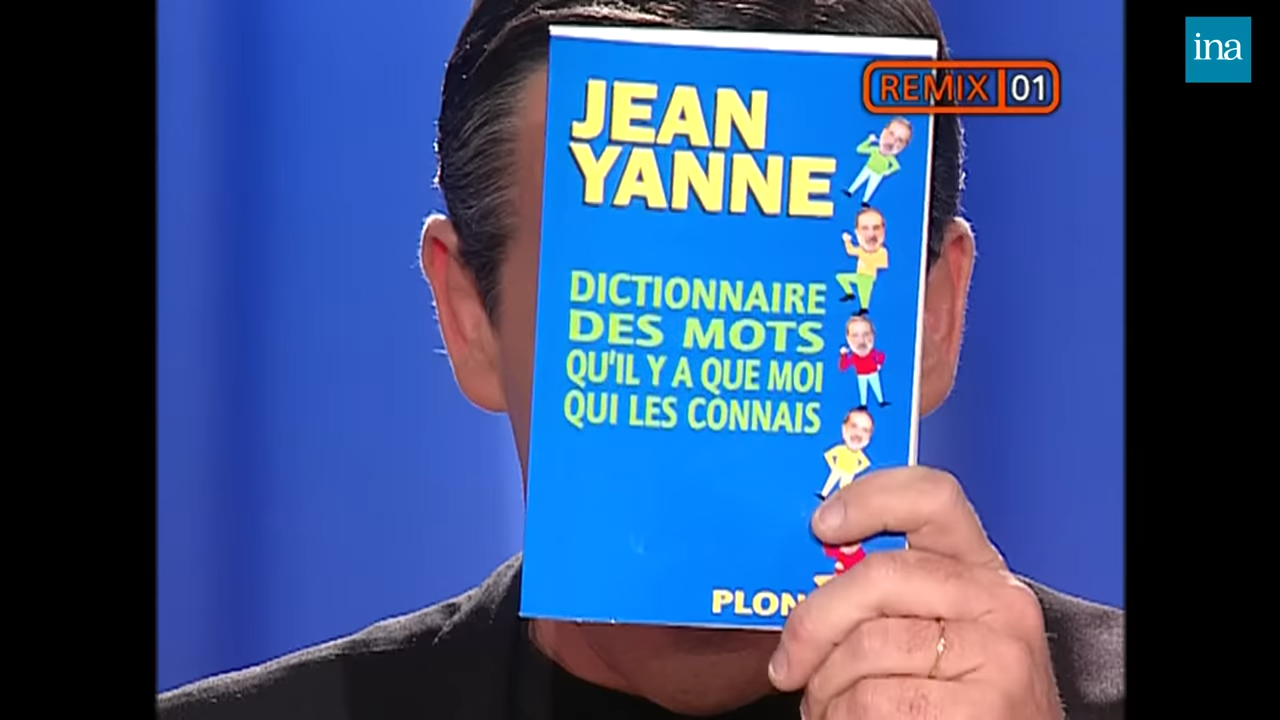 ina
REMIX 01
JEAN
YANNE
DICTIONNAIRE
DES MOTS
QU'IL Y A QUE MOI
QUI LES CONNAIS
PLON